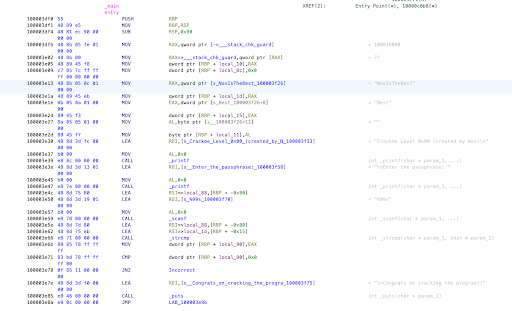 _main XREF[2]: Entry Point(*), 10000c0b8(*)
entry
100003df0 55 PUSH RBP
100003df1 48 89 e5 MOV RBP,RSP
100003df4 48 81 ec 90 00 SUB RSP,0x90
00 00
100003dfb 48 8b 05 fe 01 MOV RAX,qword ptr [->___stack_chk_guard]
00 00
100003e02 48 8b 00 MOV RAX=>___stack_chk_guard,qword ptr [RAX] = ??
100003e05 48 89 45 f8 MOV qword ptr [RBP + local_10],RAX
100003e09 c7 85 7c ff ff MOV dword ptr [RBP + local_8c],0x0
ff 00 00 00 00
100003e13 48 8b 05 0c 01 MOV RAX,qword ptr [s_NoxIsTheBest_100003f26] = "NoxIsTheBest"
00 00
100003e1a 48 89 45 eb MOV qword ptr [RBP + local_1d],RAX
100003e1e 8b 05 0a 01 00 MOV EAX,dword ptr [s_Best_100003f26+8] = "Best"
00
100003e24 89 45 f3 MOV dword ptr [RBP + local_15],EAX
100003e27 8a 05 05 01 00 MOV AL,byte ptr [s__100003f26+12] = ""
00
100003e2d 88 45 f7 MOV byte ptr [RBP + local_11],AL
100003e30 48 8d 3d fc 00 LEA RDI,[s_Crackme_Level_0x00_(created_by_N_100003f33]
00 00
100003e37 b0 00 MOV AL,0x0
100003e39 e8 8c 00 00 00 CALL _printf int _printf(char * param_1, ...)
100003e3e 48 8d 3d 13 01 LEA RDI,[s__Enter_the_passphrase:_100003f58] = "\nEnter the passphrase: "
00 00
100003e45 b0 00 MOV AL,0x0
100003e47 e8 7e 00 00 00 CALL _printf int _printf(char * param_1, ...)
100003e4c 48 8d 75 80 LEA RSI=>local_88,[RBP + -0x80]
100003e50 48 8d 3d 19 01 LEA RDI,[s_%99s_100003f70] = "%99s"
00 00
100003e57 b0 00 MOV AL,0x0
100003e59 e8 78 00 00 00 CALL _scanf int _scanf(char * param_1, ...)
100003e5e 48 8d 7d 80 LEA RDI=>local_88,[RBP + -0x80]
100003e62 48 8d 75 eb LEA RSI=>local_1d,[RBP + -0x15]
100003e66 e8 71 00 00 00 CALL _strcmp int _strcmp(char * param_1, char * param_2)
100003e6b 89 85 78 ff ff MOV dword ptr [RBP + local_90],EAX
ff
100003e71 83 bd 78 ff ff CMP dword ptr [RBP + local_90],0x0
ff 00
100003e78 0f 85 11 00 00 JNZ Incorrect
00
100003e7e 48 8d 3d f0 00 LEA RDI,[s__Congrats_on_cracking_the_progra_100003f75] = "\nCongrats on cracking the program!!"
00 00
100003e85 e8 46 00 00 00 CALL _puts int _puts(char * param_1)
100003e8a e9 0c 00 00 00 JMP LAB_100003e9b